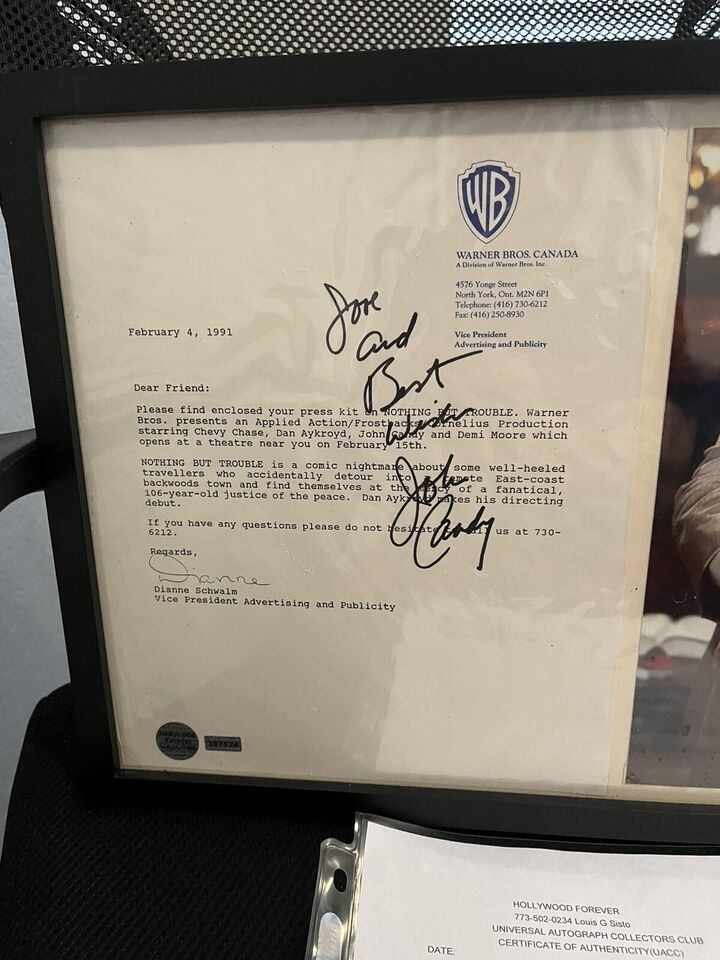 WB
WARNER BROS. CANADA
A Division of Warner Bros. Inc.
4576 Yonge Street
North York, Ont. M2N 6P1
Telephone: (416) 730-6212
Fax: (416) 250-8930
Vice President
Advertising and Publicity
February 4, 1991
Love
and
Best
Wishes
John
Candy
Dear Friend:
Please find enclosed your press kit on NOTHING BUT TROUBLE. Warner
Bros. presents an Applied Action/Frostbacks/Cornelius Production
starring Chevy Chase, Dan Aykroyd, John Candy and Demi Moore which
opens at a theatre near you on February 15th.
NOTHING BUT TROUBLE is a comic nightmare about some well-heeled
travellers who accidentally detour into a remote East-coast
backwoods town and find themselves at the mercy of a fanatical,
106-year-old justice of the peace. Dan Aykroyd makes his directing
debut.
If you have any questions please do not hesitate to call us at 730-
6212.
Regards,
Dianne
Dianne Schwalm
Vice President Advertising and Publicity
HOLLYWOOD FOREVER
773-502-0234 Louis G Sisto
UNIVERSAL AUTOGRAPH COLLECTORS CLUB
CERTIFICATE OF AUTHENTICITY(UACC)
DATE: